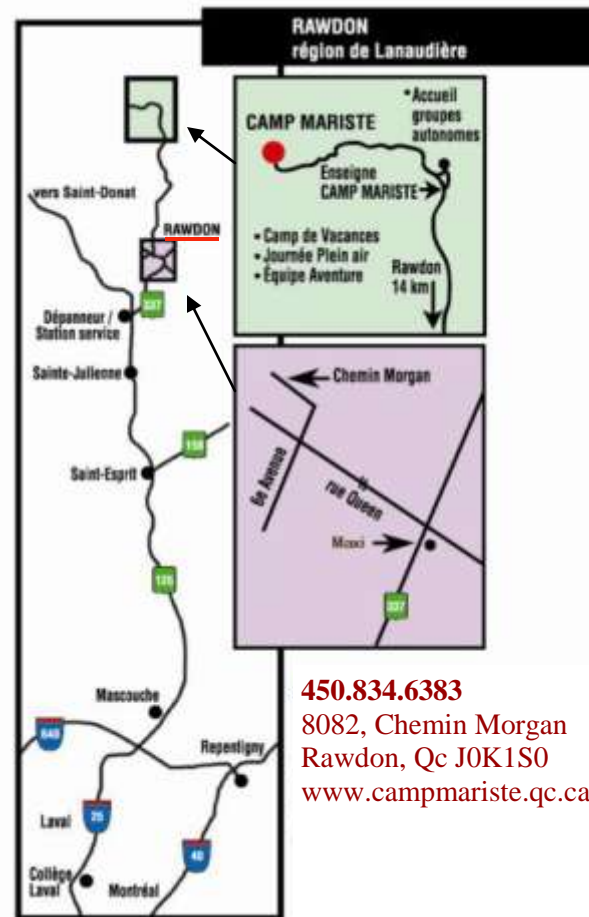 RAWDON
région de Lanaudière
CAMP MARISTE
•Accueil
groupes
autonomes
Enseigne
CAMP MARISTE
• Camp de Vacances
• Journée Plein air
• Équipe Aventure
Rawdon
14 km
vers Saint-Donat
RAWDON
337
Dépanneur /
Station service
Sainte-Julienne
158
Saint-Esprit
125
Chemin Morgan
6e Avenue
rue Queen
Maxi
337
Mascouche
640
Repentigny
25
Laval
40
Collège
Laval
Montréal
450.834.6383
8082, Chemin Morgan
Rawdon, Qc J0K1S0
www.campmariste.qc.ca